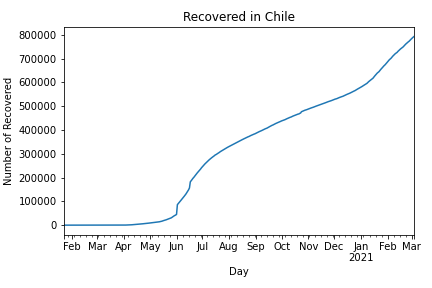 Recovered in Chile
Number of Recovered
800000
700000
600000
500000
400000
300000
200000
100000
0
Feb Mar Apr May Jun Jul Aug Sep Oct Nov Dec Jan Feb Mar
2021
Day